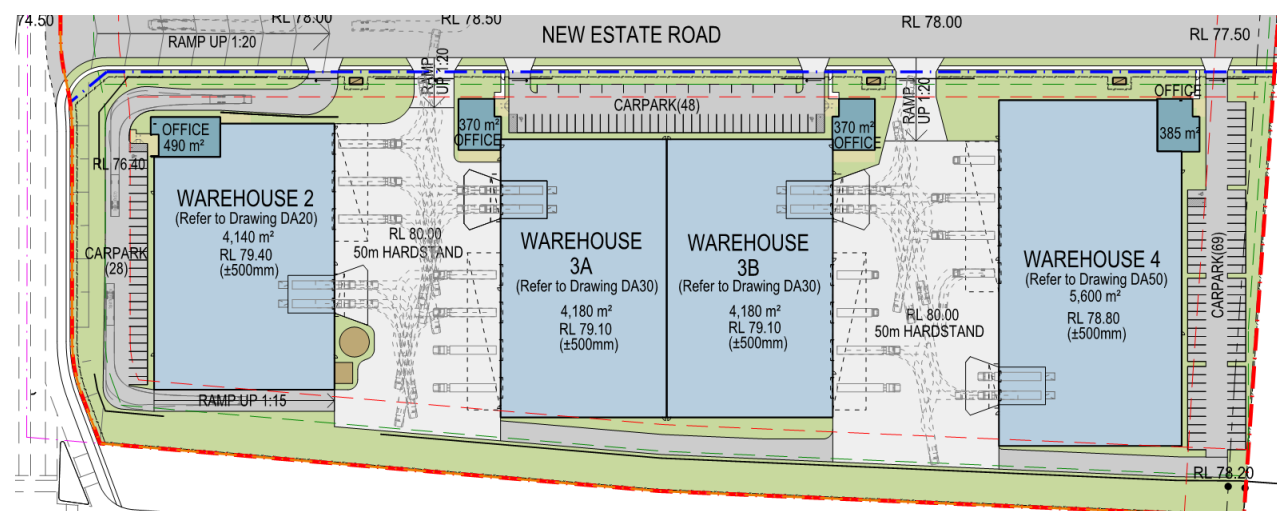 74.50
RL 78.00
RL 78.50
RL 78.00
RL 77.50
RAMP UP 1:20
NEW ESTATE ROAD
RAMP
UP 1:20
RAMP
UP 1:20
OFFICE
CARPARK(48)
OFFICE
490 m²
370 m²
OFFICE
370 m²
OFFICE
385 m²
RL 76.40
WAREHOUSE 2
(Refer to Drawing DA20)
4,140 m²
RL 79.40
(±500mm)
CARPARK
(28)
RL 80.00
50m HARDSTAND
WAREHOUSE
3A
(Refer to Drawing DA30)
4,180 m²
RL 79.10
(±500mm)
WAREHOUSE
3B
(Refer to Drawing DA30)
4,180 m²
RL 79.10
(±500mm)
RL 80.00
50m HARDSTAND
WAREHOUSE 4
(Refer to Drawing DA50)
5,600 m²
RL 78.80
(±500mm)
CARPARK(69)
RAMP UP 1:15
RL 78.20